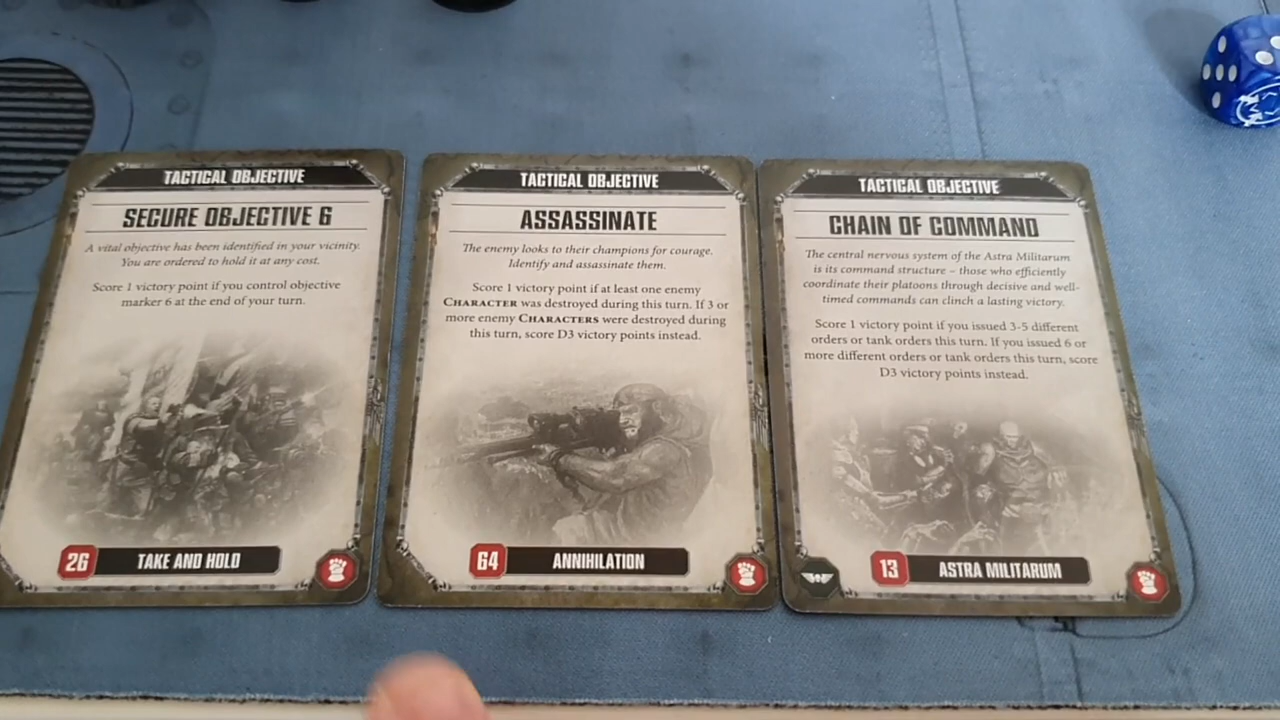 TACTICAL OBJECTIVE
SECURE OBJECTIVE 6
A vital objective has been identified in your vicinity.
You are ordered to hold it at any cost.
Score 1 victory point if you control objective
marker 6 at the end of your turn.
26
TAKE AND HOLD
TACTICAL OBJECTIVE
ASSASSINATE
The enemy looks to their champions for courage.
Identify and assassinate them.
Score 1 victory point if at least one enemy
CHARACTER was destroyed during this turn. If 3 or
more enemy CHARACTERS were destroyed during
this turn, score D3 victory points instead.
64
ANNIHILATION
TACTICAL OBJECTIVE
CHAIN OF COMMAND
The central nervous system of the Astra Militarum
is its command structure – those who efficiently
coordinate their platoons through decisive and well-
timed commands can clinch a lasting victory.
Score 1 victory point if you issued 3-5 different
orders or tank orders this turn. If you issued 6 or
more different orders or tank orders this turn, score
D3 victory points instead.
13
ASTRA MILITARUM